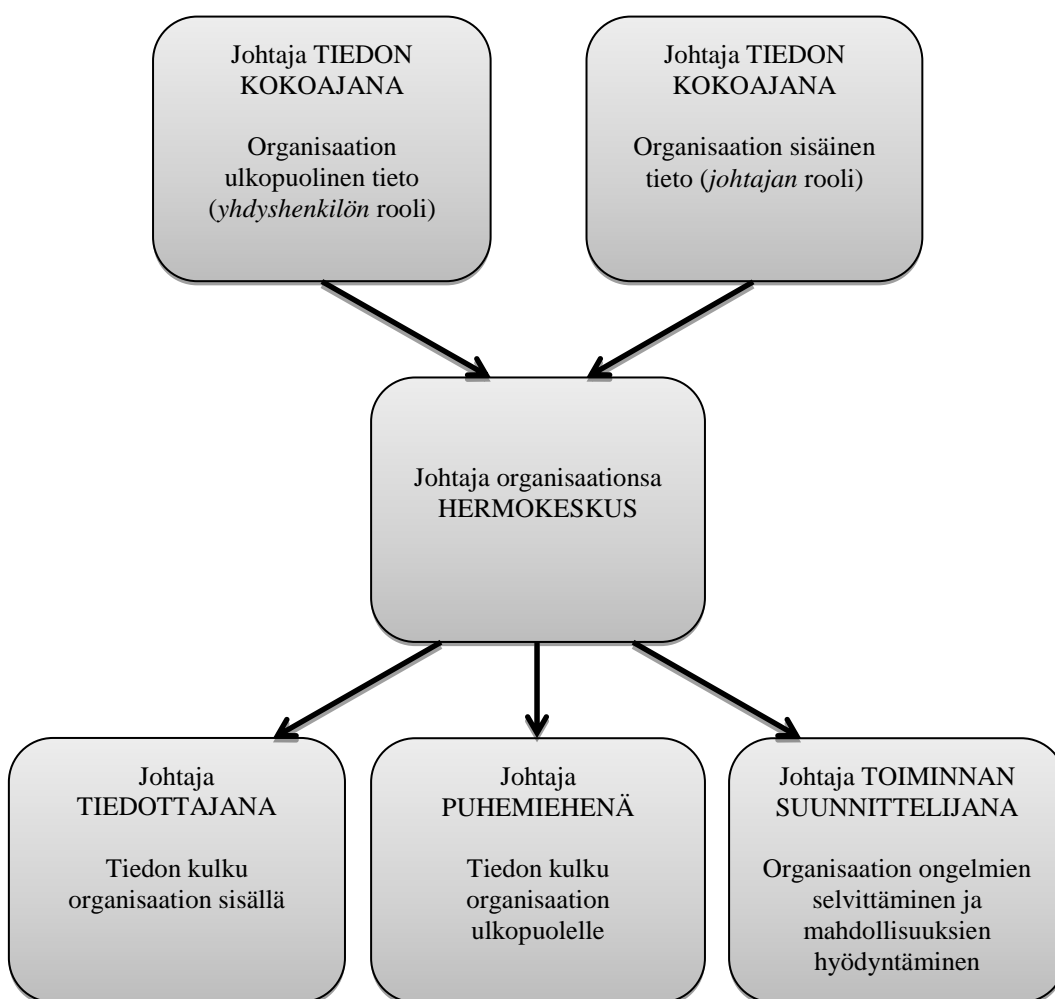 Johtaja TIEDON
KOKOAJANA
Organisaation
ulkopuolinen tieto
(yhdyshenkilön rooli)
Johtaja TIEDON
KOKOAJANA
Organisaation sisäinen
tieto (johtajan rooli)
Johtaja organisaationsa
HERMOKESKUS
Johtaja
TIEDOTTAJANA
Tiedon kulku
organisaation sisällä
Johtaja
PUHEMIEHENÄ
Tiedon kulku
organisaation
ulkopuolelle
Johtaja TOIMINNAN
SUUNNITTELIJANA
Organisaation ongelmien
selvittäminen ja
mahdollisuuksien
hyödyntäminen